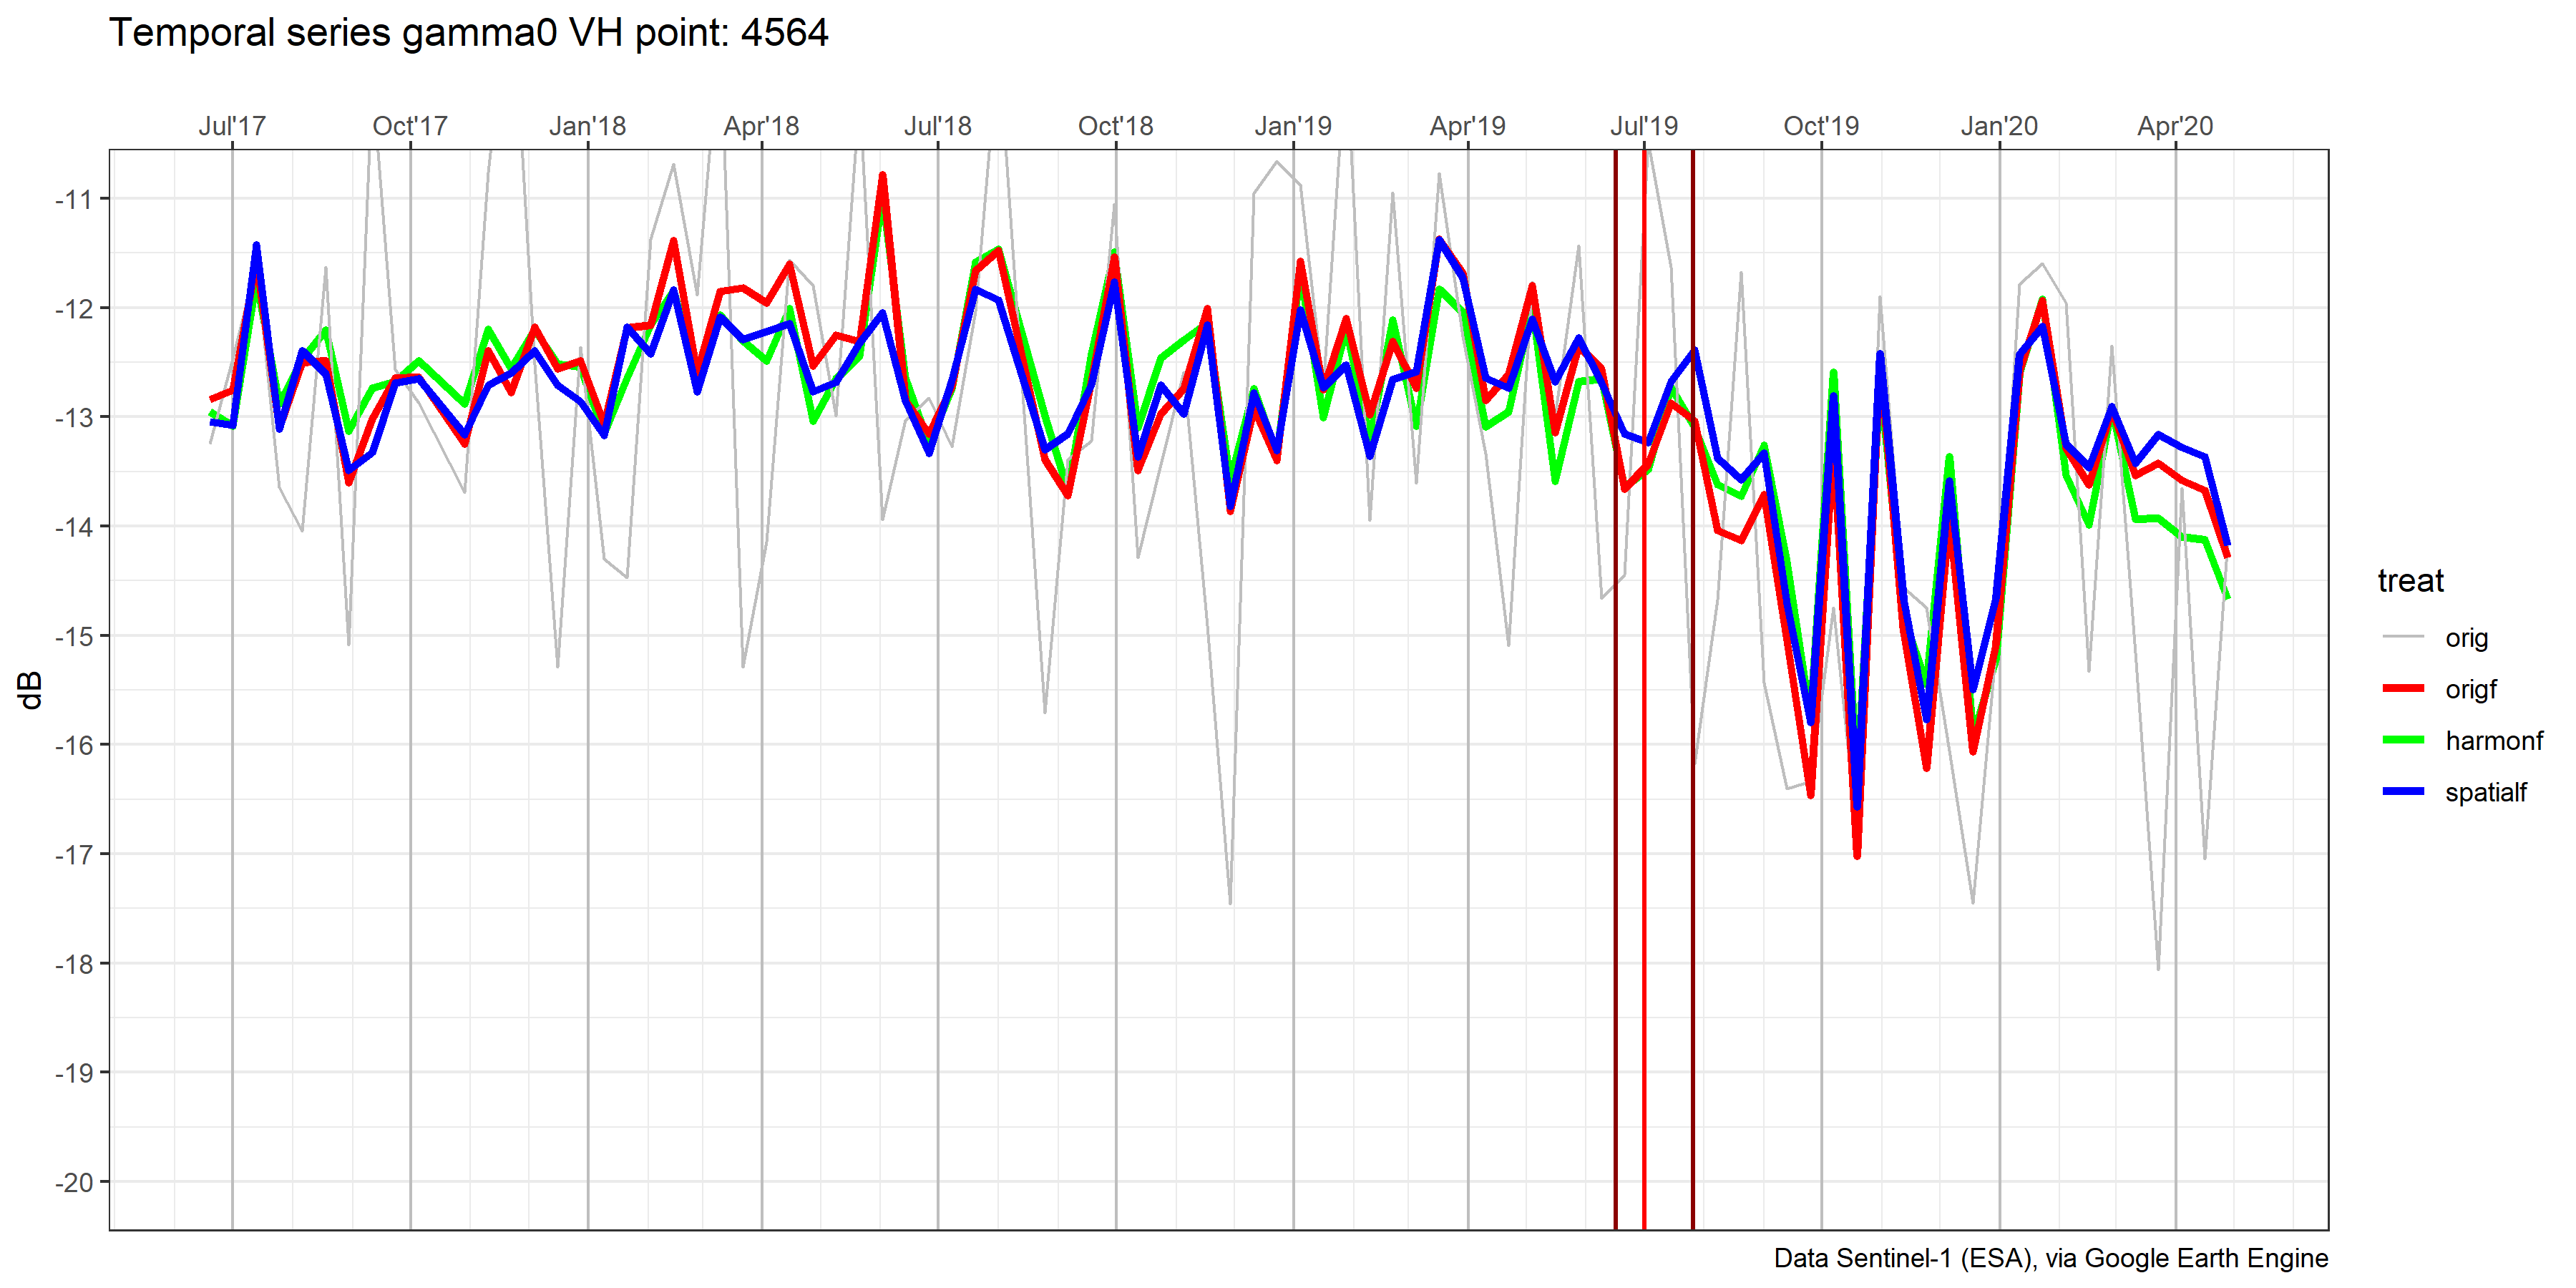 Temporal series gamma0 VH point: 4564
Jul'17 Oct'17 Jan'18 Apr'18 Jul'18 Oct'18 Jan'19 Apr'19 Jul'19 Oct'19 Jan'20 Apr'20
dB
-11
-12
-13
-14
-15
-16
-17
-18
-19
-20
treat
orig
origf
harmonf
spatialf
Data Sentinel-1 (ESA), via Google Earth Engine